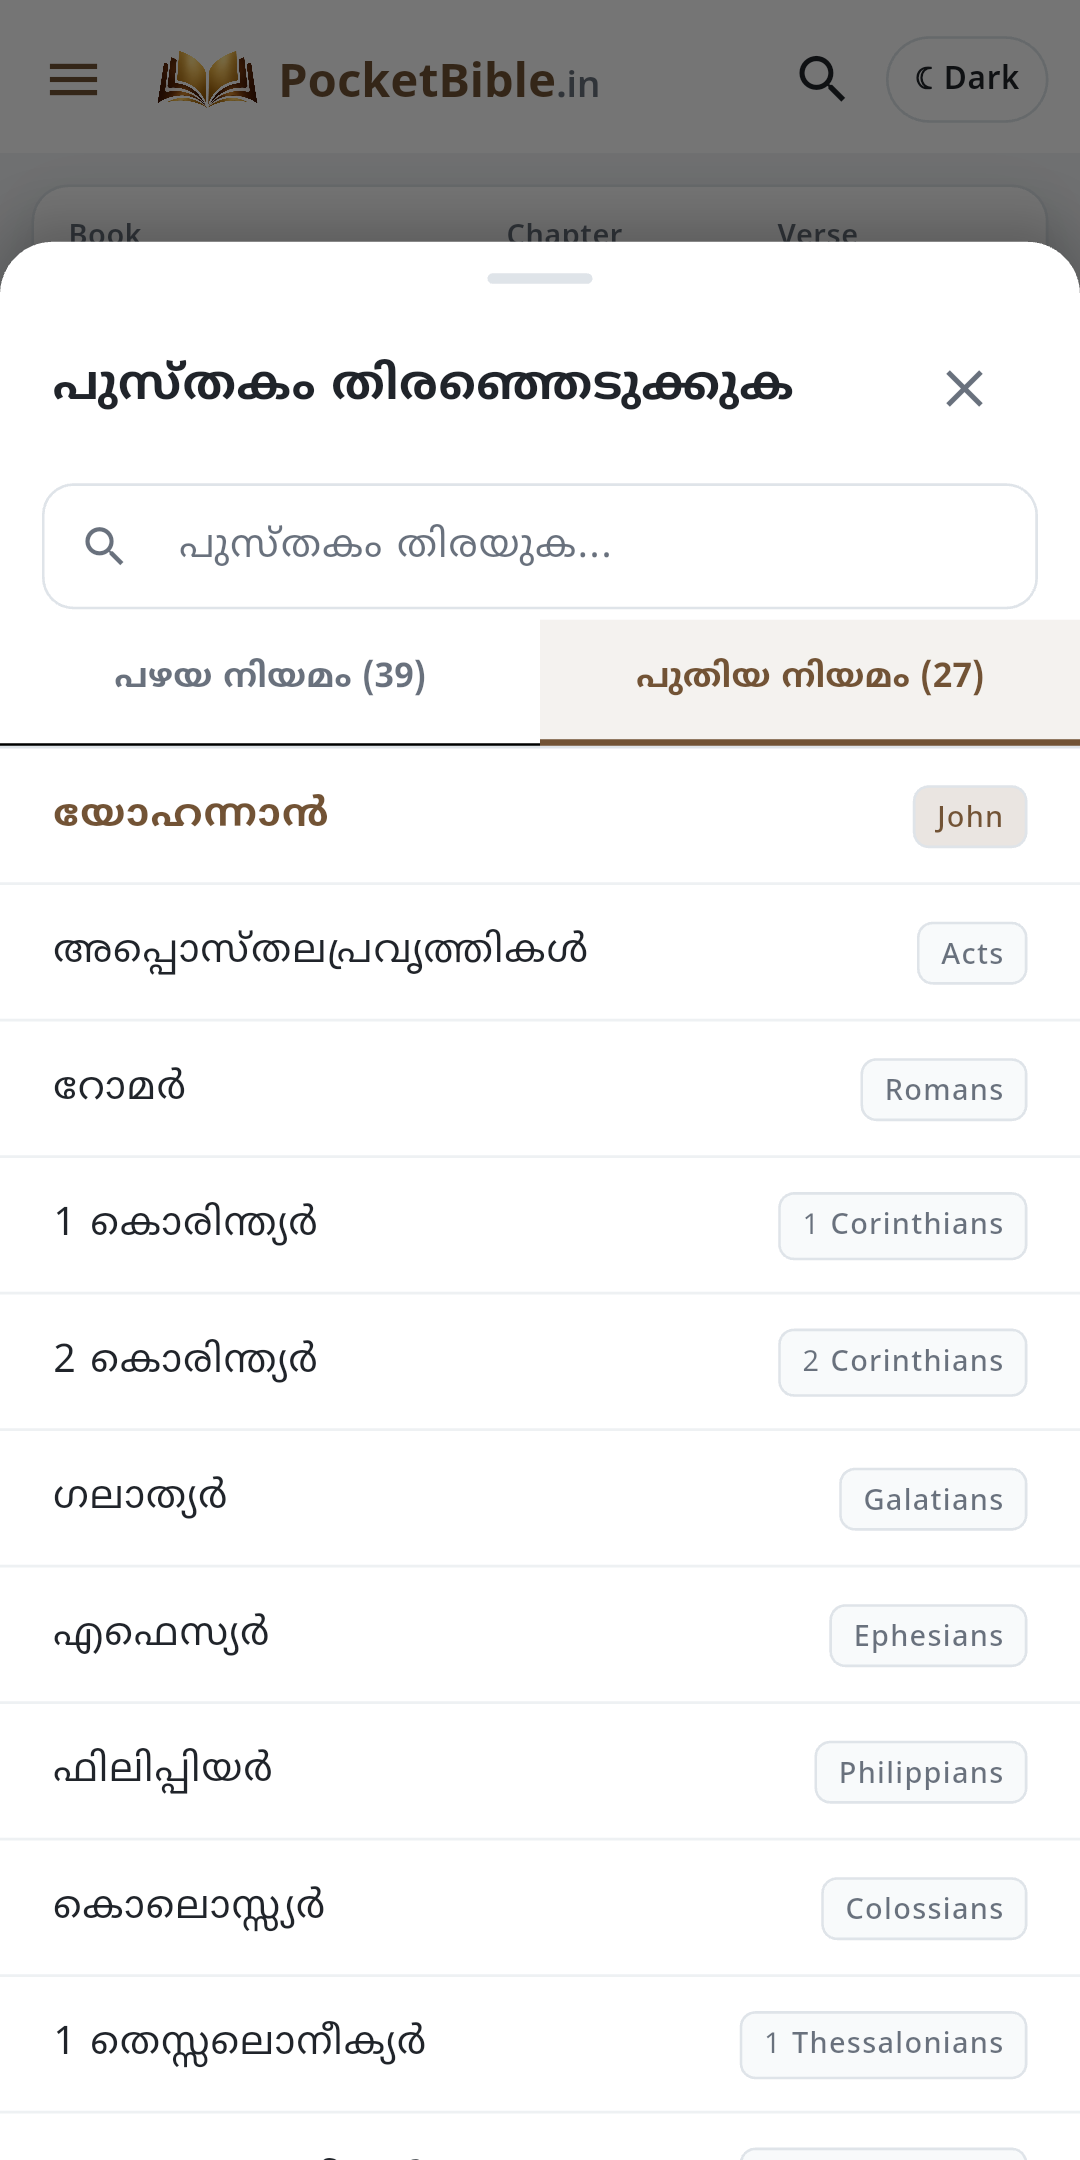 PocketBible.in
☾ Dark
Book Chapter Verse
പുസ്തകം തിരഞ്ഞെടുക്കുക
പുസ്തകം തിരയുക...
പഴയ നിയമം (39) പുതിയ നിയമം (27)
യോഹന്നാൻ John
അപ്പൊസ്തലപ്രവൃത്തികൾ Acts
റോമർ Romans
1 കൊരിന്ത്യർ 1 Corinthians
2 കൊരിന്ത്യർ 2 Corinthians
ഗലാത്യർ Galatians
എഫെസ്യർ Ephesians
ഫിലിപ്പിയർ Philippians
കൊലൊസ്സ്യർ Colossians
1 തെസ്സലൊനീക്യർ 1 Thessalonians